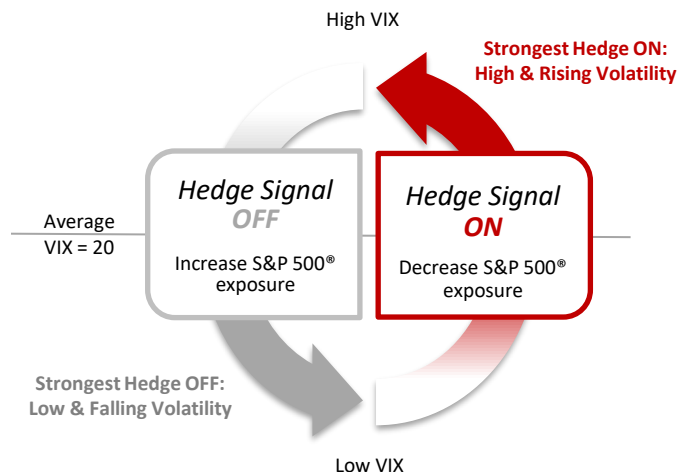 High VIX
Strongest Hedge ON:
High & Rising Volatility
Hedge Signal
OFF
Increase S&P 500®
exposure
Hedge Signal
ON
Decrease S&P 500®
exposure
Average
VIX = 20
Strongest Hedge OFF:
Low & Falling Volatility
Low VIX